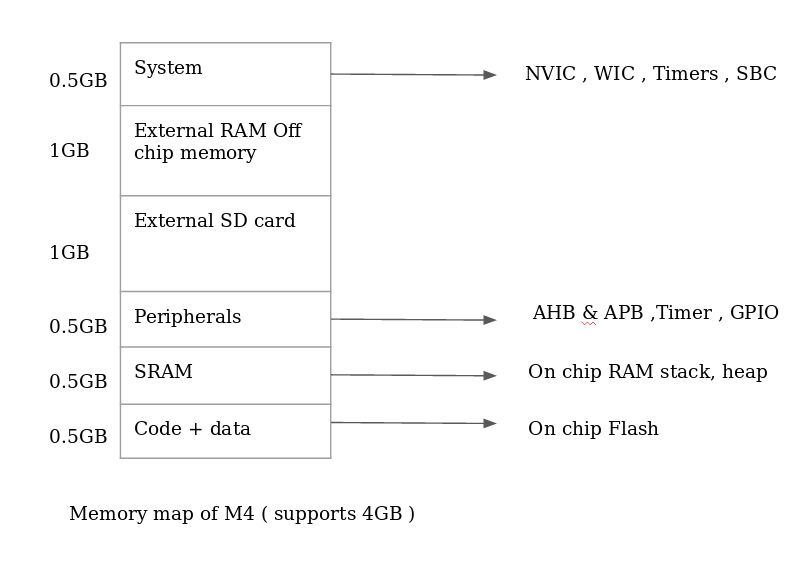 System
0.5GB
NVIC , WIC , Timers , SBC
External RAM Off
chip memory
1GB
External SD card
1GB
Peripherals
0.5GB
AHB & APB ,Timer , GPIO
SRAM
0.5GB
On chip RAM stack, heap
Code + data
0.5GB
On chip Flash
Memory map of M4 ( supports 4GB )